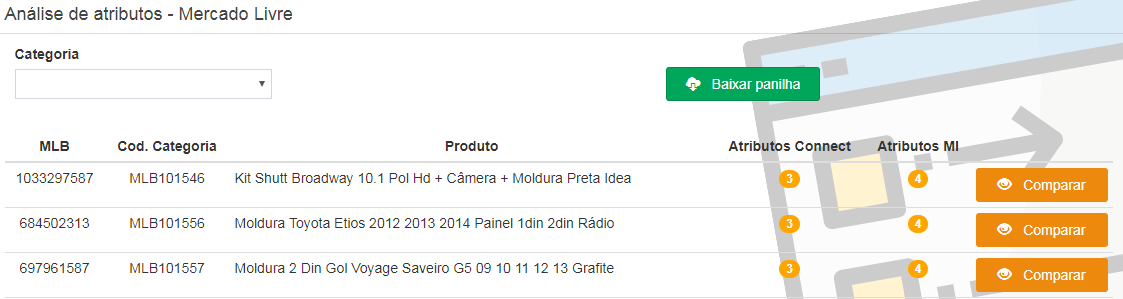 Análise de atributos - Mercado Livre
Categoria
Baixar panilha
MLB Cod. Categoria Produto Atributos Connect Atributos Ml
1033297587 MLB101546 Kit Shutt Broadway 10.1 Pol Hd + Câmera + Moldura Preta Idea 3 4 Comparar
684502313 MLB101556 Moldura Toyota Etios 2012 2013 2014 Painel 1din 2din Rádio 3 4 Comparar
697961587 MLB101557 Moldura 2 Din Gol Voyage Saveiro G5 09 10 11 12 13 Grafite 3 4 Comparar